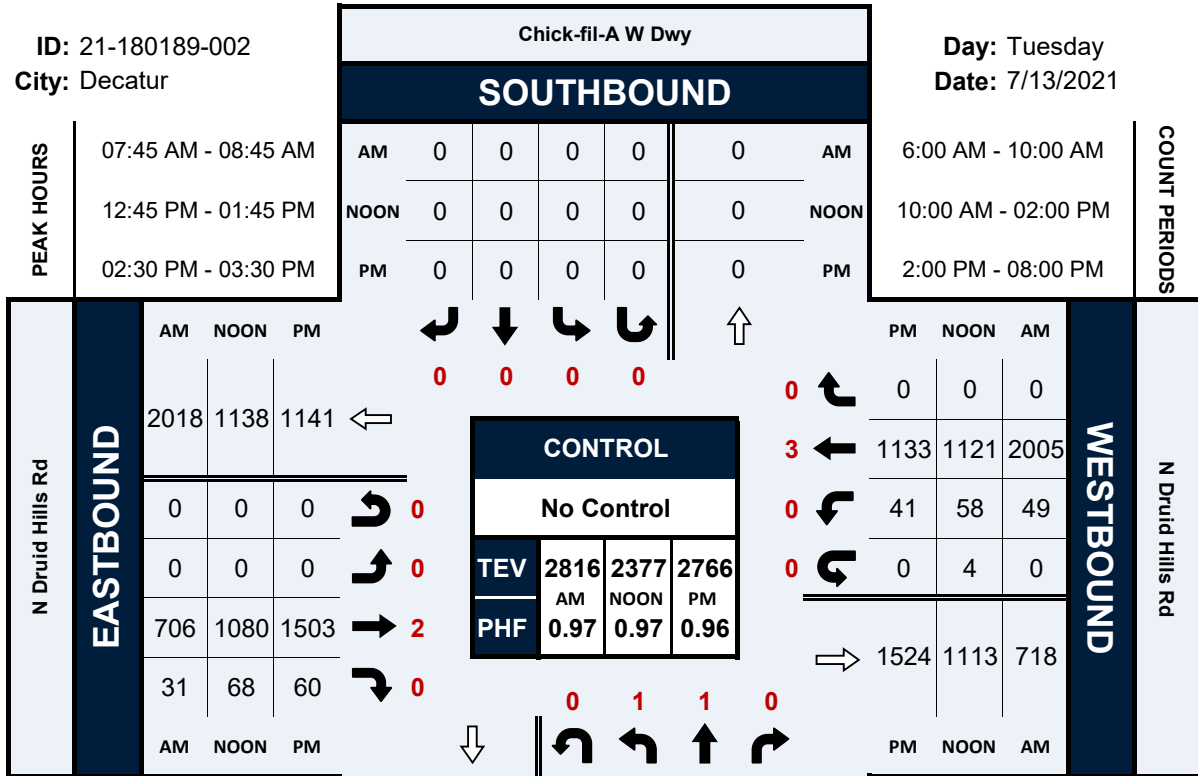 ID: 21-180189-002
City: Decatur
Chick-fil-A W Dwy
SOUTHBOUND
Day: Tuesday
Date: 7/13/2021
PEAK HOURS
07:45 AM - 08:45 AM
12:45 PM - 01:45 PM
02:30 PM - 03:30 PM
AM 0 0 0 0 0 AM
NOON 0 0 0 0 0 NOON
PM 0 0 0 0 0 PM
6:00 AM - 10:00 AM
10:00 AM - 02:00 PM
2:00 PM - 08:00 PM
COUNT PERIODS
0 0 0 0
N Druid Hills Rd
EASTBOUND
AM NOON PM
2018 1138 1141
0 0 0 0
0 0 0 0
706 1080 1503 2
31 68 60 0
AM NOON PM
CONTROL
No Control
TEV 2816 2377 2766
AM NOON PM
PHF 0.97 0.97 0.96
PM NOON AM
0 0 0 0
3 1133 1121 2005
0 41 58 49
0 0 4 0
1524 1113 718
PM NOON AM
WESTBOUND
N Druid Hills Rd
0 1 1 0